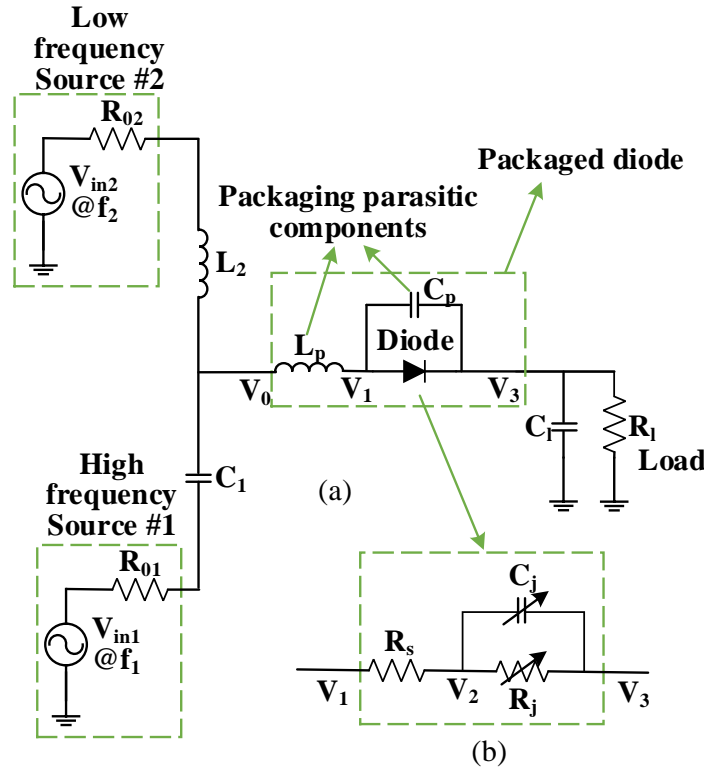 Low
frequency
Source #2
R02
Vin2
@f2
L2
Packaged diode
Packaging parasitic
components
Cp
Diode
Lp
V0
V1
V3
Cl
Rl
Load
C1
(a)
High
frequency
Source #1
R01
Vin1
@f1
Cj
Rs
V1
V2
Rj
V3
(b)